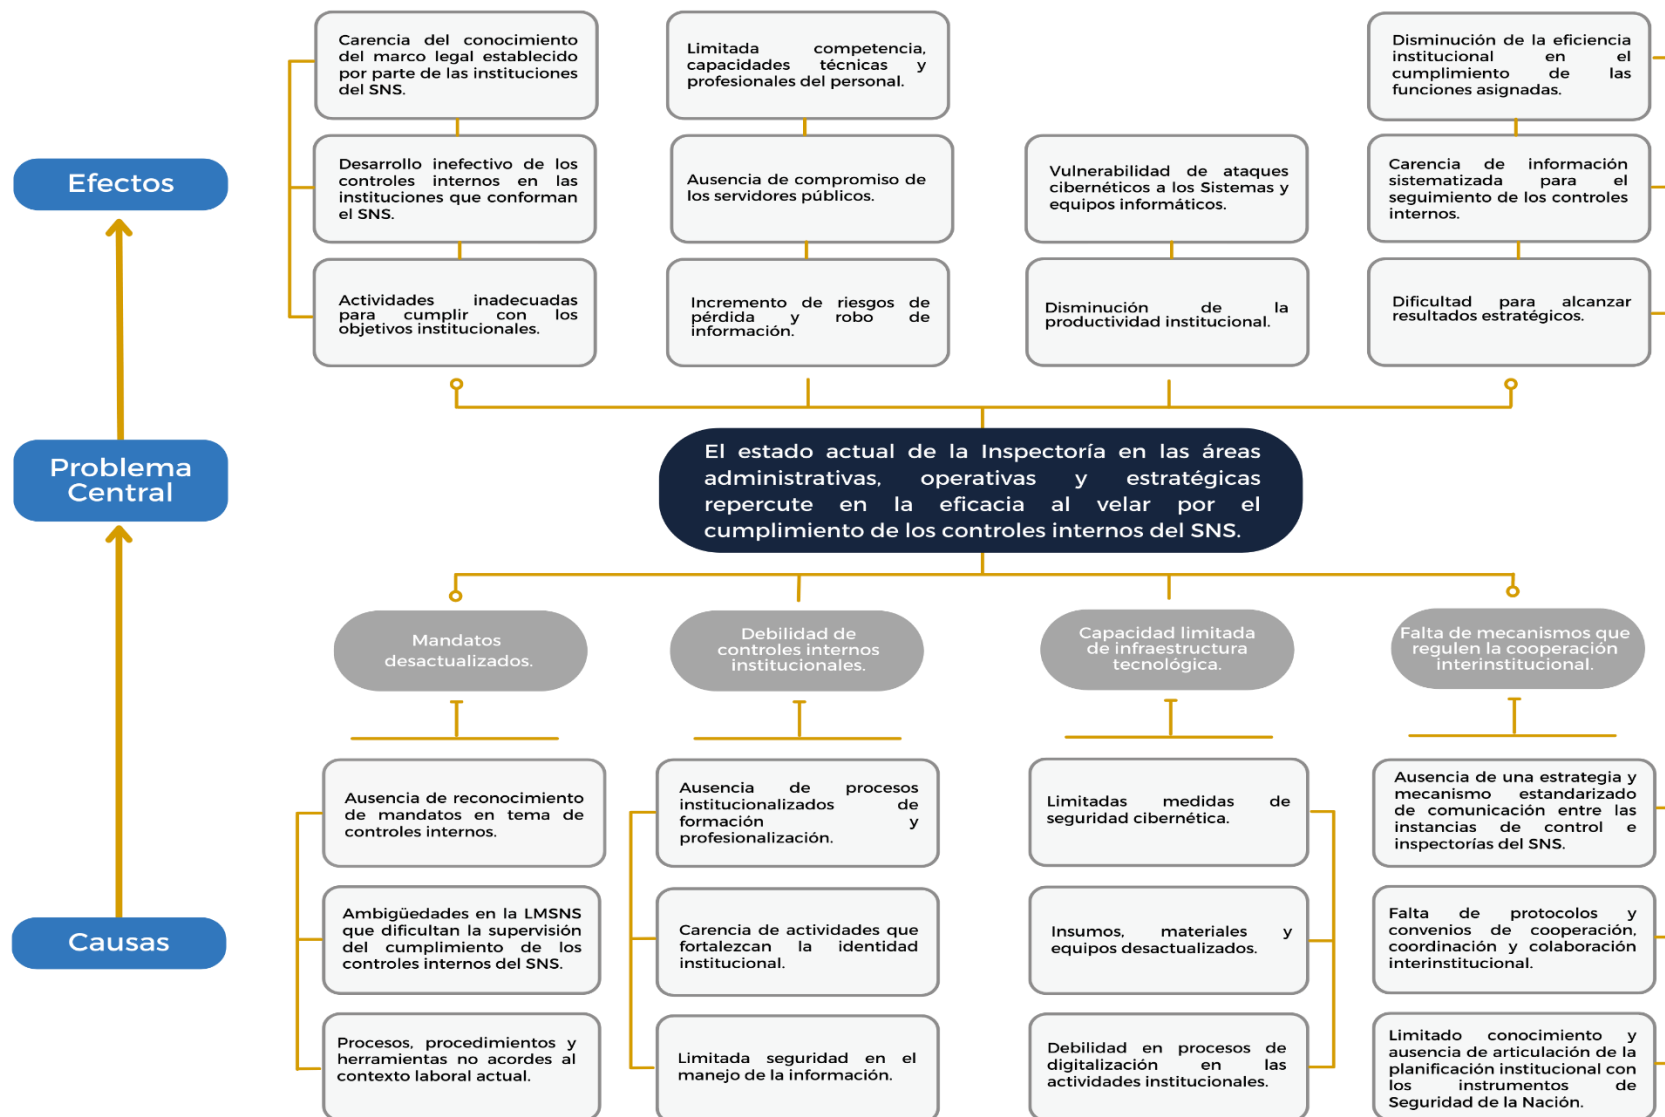 Efectos
Carencia del conocimiento
del marco legal establecido
por parte de las instituciones
del SNS.
Desarrollo inefectivo de los
controles internos en las
instituciones que conforman
el SNS.
Actividades inadecuadas
para cumplir con los
objetivos institucionales.
Limitada competencia,
capacidades técnicas y
profesionales del personal.
Ausencia de compromiso de
los servidores públicos.
Incremento de riesgos de
pérdida y robo de
información.
Vulnerabilidad de ataques
cibernéticos a los Sistemas y
equipos informáticos.
Disminución de la
productividad institucional.
Disminución de la eficiencia
institucional en el
cumplimiento de las
funciones asignadas.
Carencia de información
sistematizada para el
seguimiento de los controles
internos.
Dificultad para alcanzar
resultados estratégicos.
Problema
Central
El estado actual de la Inspectoría en las áreas
administrativas, operativas y estratégicas
repercute en la eficacia al velar por el
cumplimiento de los controles internos del SNS.
Causas
Mandatos
desactualizados.
Ausencia de reconocimiento
de mandatos en tema de
controles internos.
Ambigüedades en la LMSNS
que dificultan la supervisión
del cumplimiento de los
controles internos del SNS.
Procesos, procedimientos y
herramientas no acordes al
contexto laboral actual.
Debilidad de
controles internos
institucionales.
Ausencia de procesos
institucionalizados de
formación y
profesionalización.
Carencia de actividades que
fortalezcan la identidad
institucional.
Limitada seguridad en el
manejo de la información.
Capacidad limitada
de infraestructura
tecnológica.
Limitadas medidas de
seguridad cibernética.
Insumos, materiales y
equipos desactualizados.
Debilidad en procesos de
digitalización en las
actividades institucionales.
Falta de mecanismos que
regulen la cooperación
interinstitucional.
Ausencia de una estrategia y
mecanismo estandarizado
de comunicación entre las
instancias de control e
inspectorías del SNS.
Falta de protocolos y
convenios de cooperación,
coordinación y colaboración
interinstitucional.
Limitado conocimiento y
ausencia de articulación de la
planificación institucional con
los instrumentos de
Seguridad de la Nación.